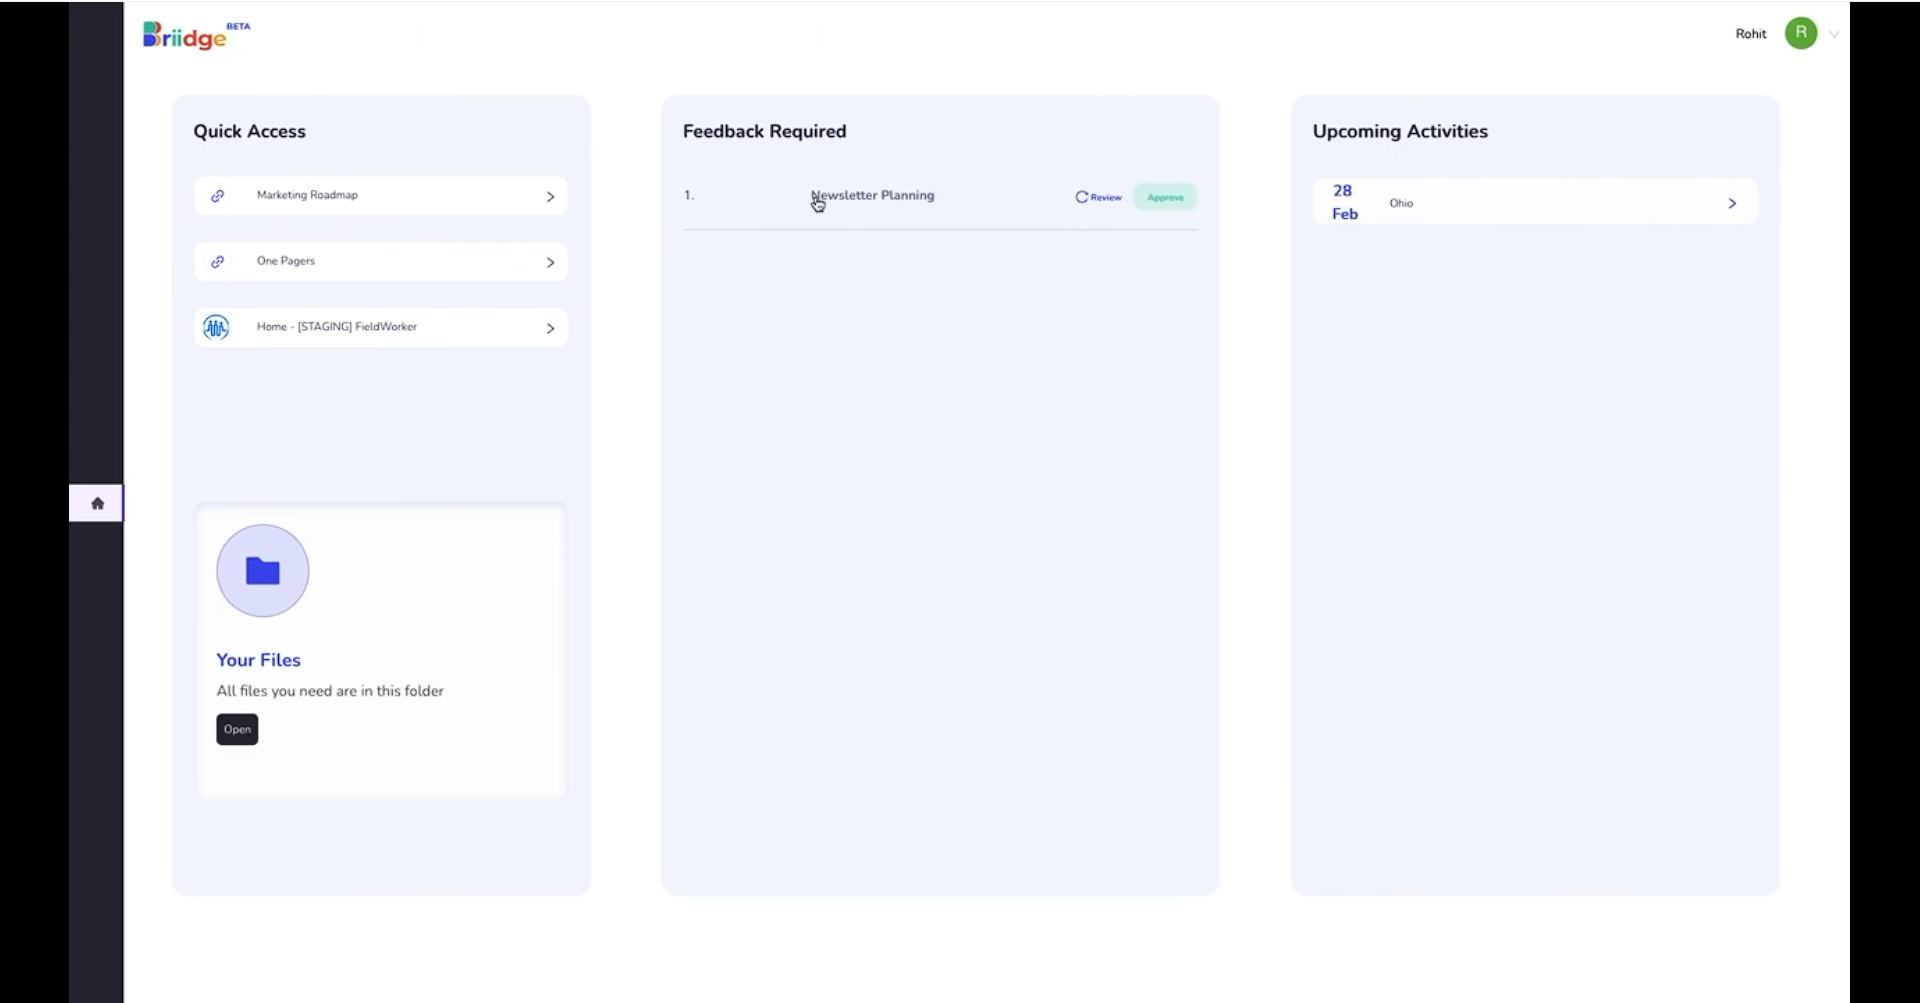 Briidge BETA
Rohit
R
Quick Access
Marketing Roadmap
One Pagers
Home - [STAGING] FieldWorker
Your Files
All files you need are in this folder
Open
Feedback Required
1. Newsletter Planning Review Approve
Upcoming Activities
28
Feb
Ohio